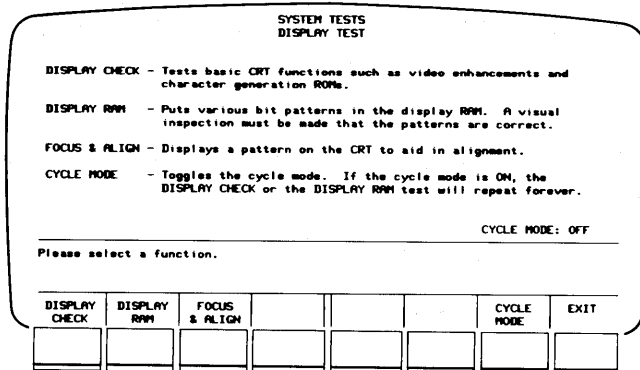 SYSTEM TESTS
DISPLAY TEST
DISPLAY CHECK - Tests basic CRT functions such as video enhancements and
character generation ROMs.
DISPLAY RAM - Puts various bit patterns in the display RAM. A visual
inspection must be made that the patterns are correct.
FOCUS & ALIGN - Displays a pattern on the CRT to aid in alignment.
CYCLE MODE - Toggles the cycle mode. If the cycle mode is ON, the
DISPLAY CHECK or the DISPLAY RAM test will repeat forever.
CYCLE MODE: OFF
Please select a function.
DISPLAY CHECK
DISPLAY RAM
FOCUS & ALIGN
CYCLE MODE
EXIT